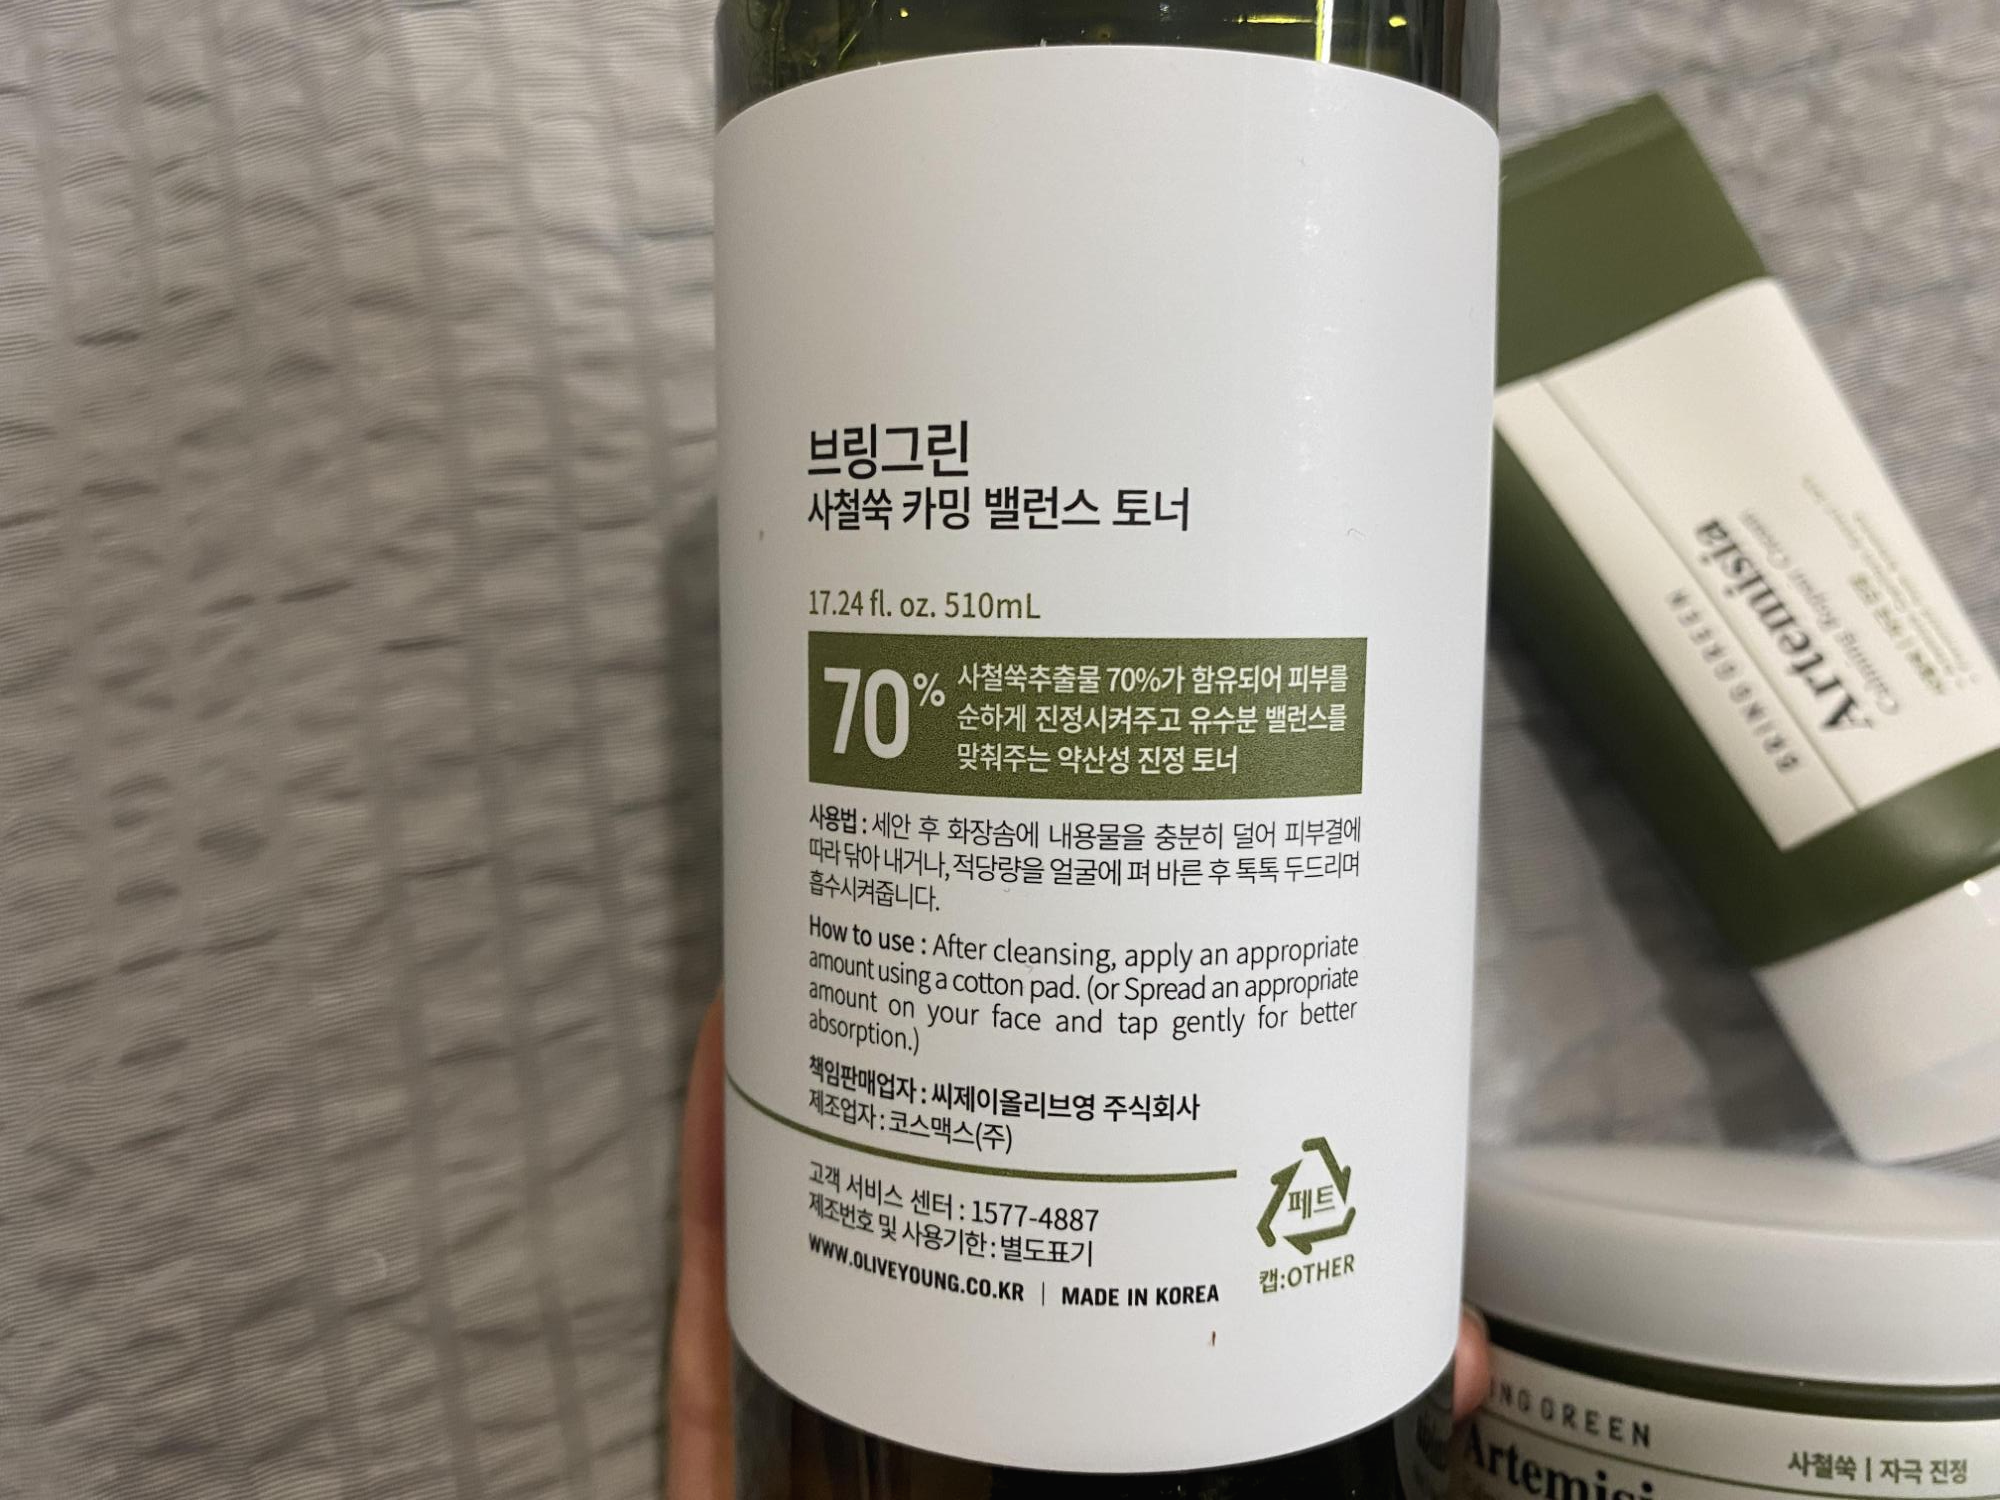 브링그린
사철쑥 카밍 밸런스 토너
17.24 fl. oz. 510mL
70%
사철쑥추출물 70%가 함유되어 피부를
순하게 진정시켜주고 유수분 밸런스를
맞춰주는 약산성 진정 토너
사용법 : 세안 후 화장솜에 내용물을 충분히 덜어 피부결에
따라 닦아 내거나, 적당량을 얼굴에 펴 바른 후 톡톡 두드리며
흡수시켜줍니다.
How to use : After cleansing, apply an appropriate
amount using a cotton pad. (or Spread an appropriate
amount on your face and tap gently for better
absorption.)
책임판매업자 : 씨제이올리브영 주식회사
제조업자 : 코스맥스(주)
고객 서비스 센터 : 1577-4887
제조번호 및 사용기한 : 별도표기
WWW.OLIVEYOUNG.CO.KR | MADE IN KOREA
페트
캡:OTHER
BRINGGREEN
Artemisia
Calming Repair Cream
GREEN
사철쑥 | 자극 진정